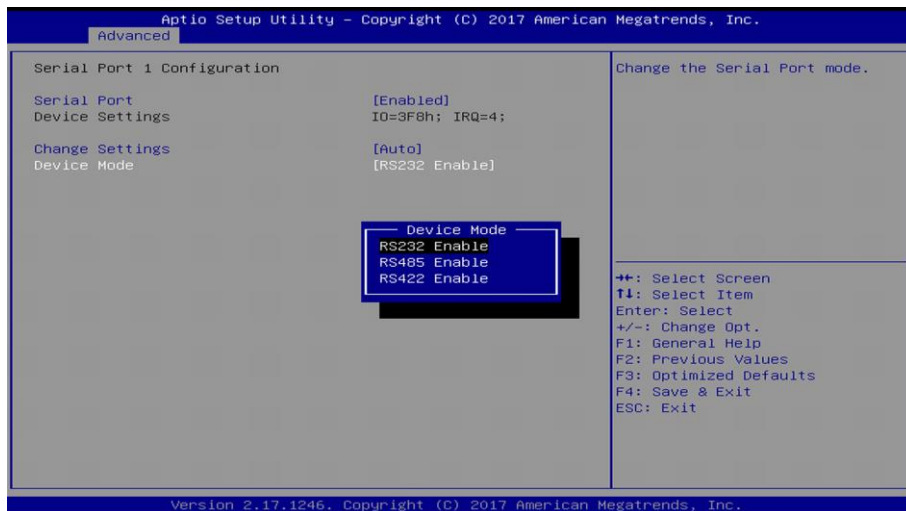 Aptio Setup Utility – Copyright (C) 2017 American Megatrends, Inc.
Advanced
Serial Port 1 Configuration
Serial Port [Enabled]
Device Settings IO=3F8h; IRQ=4;
Change Settings [Auto]
Device Mode [RS232 Enable]
Device Mode
RS232 Enable
RS485 Enable
RS422 Enable
Change the Serial Port mode.
→←: Select Screen
↑↓: Select Item
Enter: Select
+/-: Change Opt.
F1: General Help
F2: Previous Values
F3: Optimized Defaults
F4: Save & Exit
ESC: Exit
Version 2.17.1246. Copyright (C) 2017 American Megatrends, Inc.